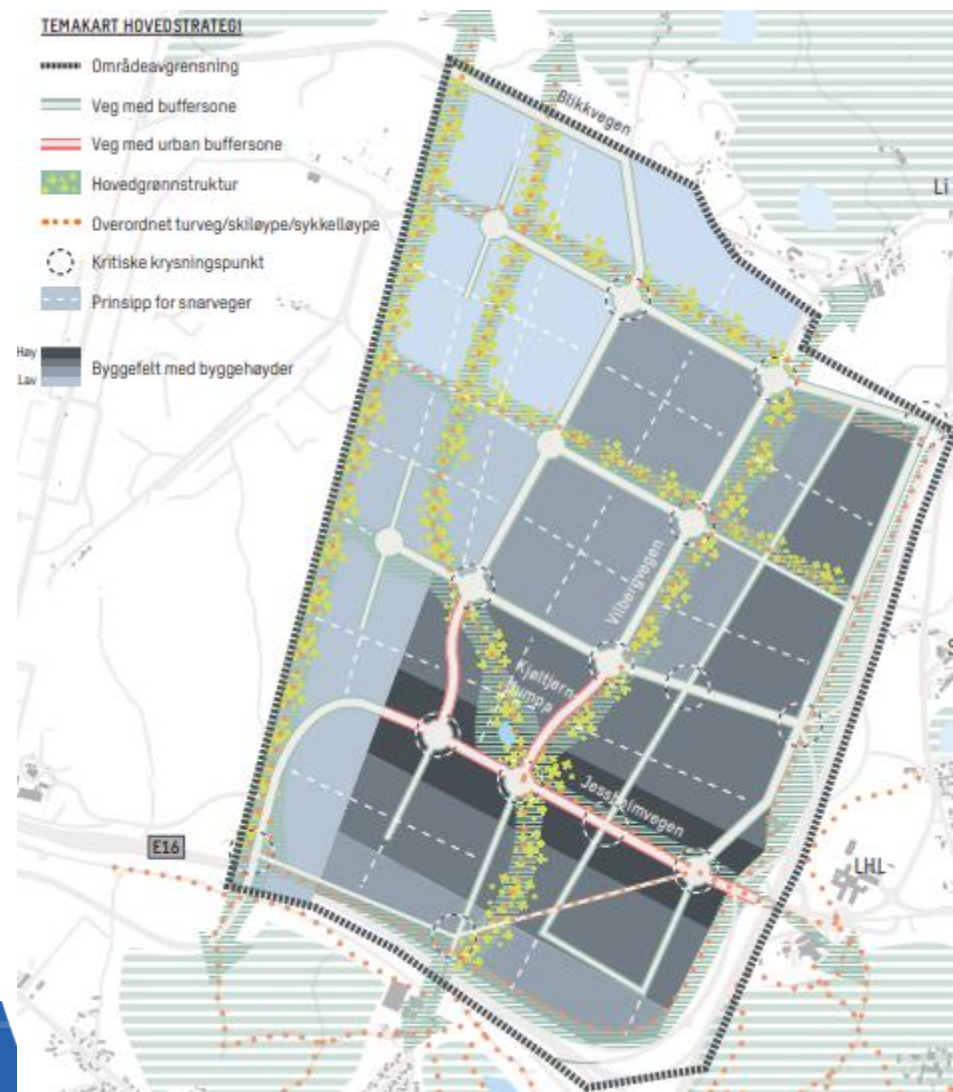 TEMAKART HOVEDSTRATEGI
Områdeavgrensning
Veg med buffersone
Veg med urban buffersone
Hovedgrønnstruktur
Overordnet turveg/skiløype/sykkelløype
Kritiske krysningspunkt
Prinsipp for snarveger
Høy
Lav
Byggefelt med byggehøyder
Blikkvegen
Li
Vilbergvegen
Kjøltjern
Jessheimvegen
E16
LHL